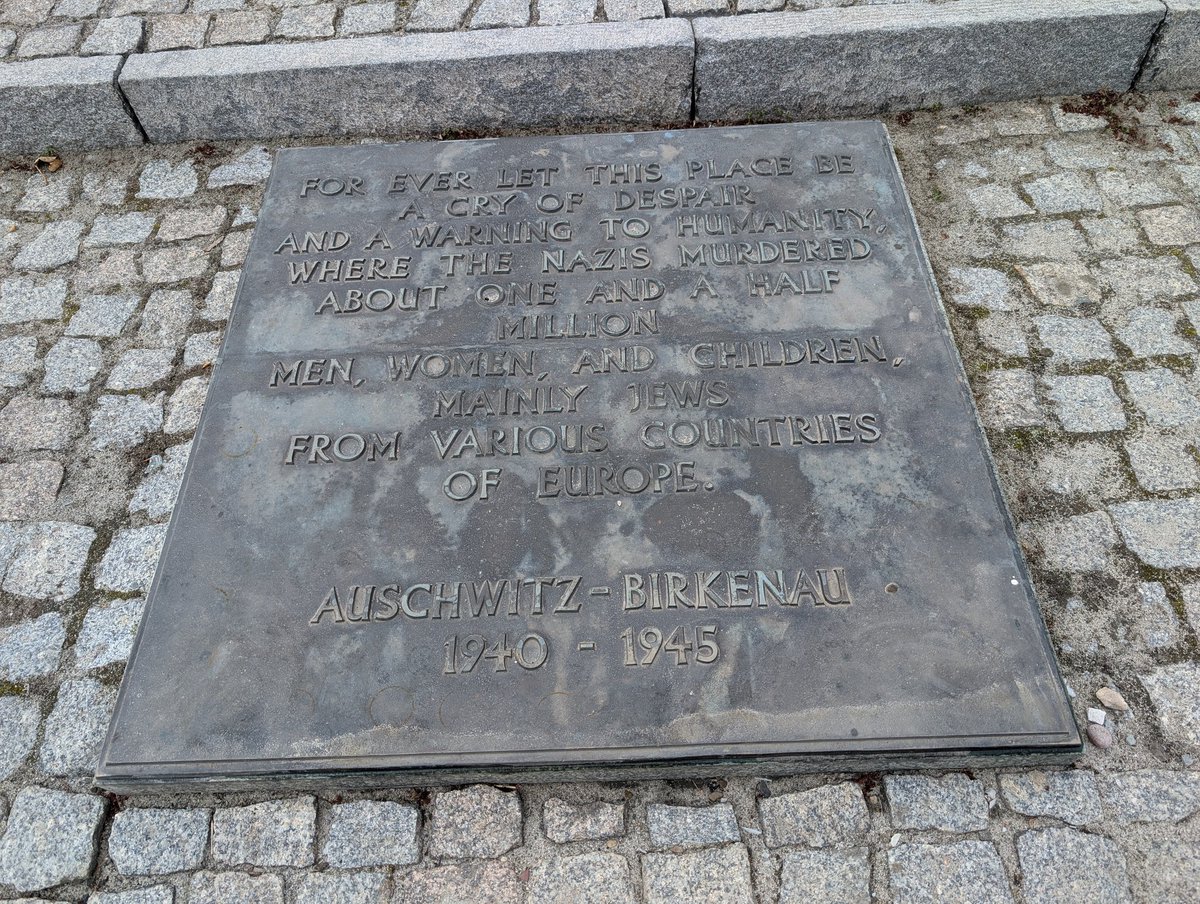 FOR EVER LET THIS PLACE BE
A CRY OF DESPAIR
AND A WARNING TO HUMANITY,
WHERE THE NAZIS MURDERED
ABOUT ONE AND A HALF
MILLION
MEN, WOMEN, AND CHILDREN,
MAINLY JEWS
FROM VARIOUS COUNTRIES
OF EUROPE.
AUSCHWITZ-BIRKENAU
1940 - 1945